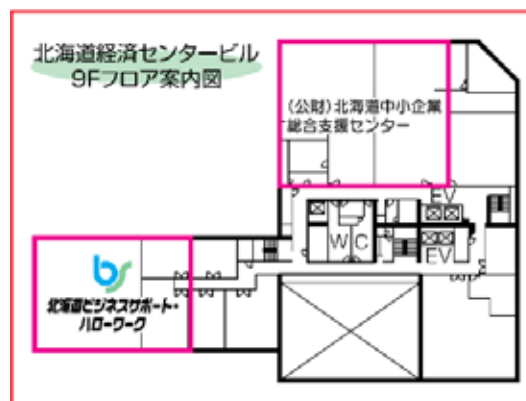 北海道経済センタービル
9Fフロア案内図
(公財)北海道中小企業
総合支援センター
EV
WC
EV
bs
北海道ビジネスサポート・
ハローワーク